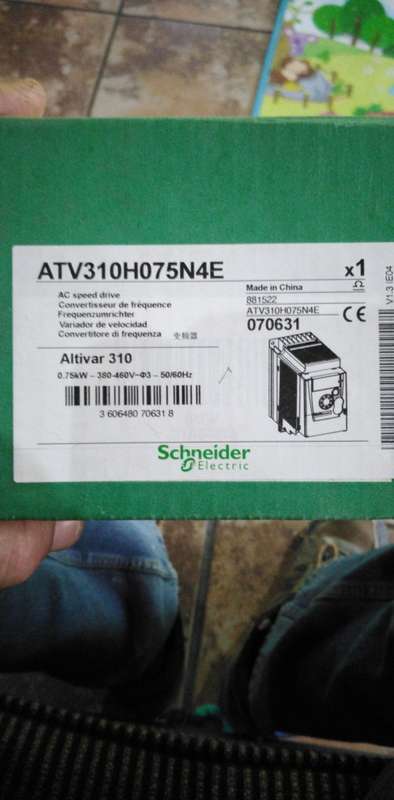 ATV310H075N4E
x1
AC speed drive
Convertisseur de fréquence
Frequenzumrichter
Variador de velocidad
Convertitore di frequenza 变频器
Made in China
881522
ATV310H075N4E
070631
CE
V1.3 IE04
Altivar 310
0.75kW – 380-460V~Φ3 – 50/60Hz
3 606480 70631 8
Schneider
Electric